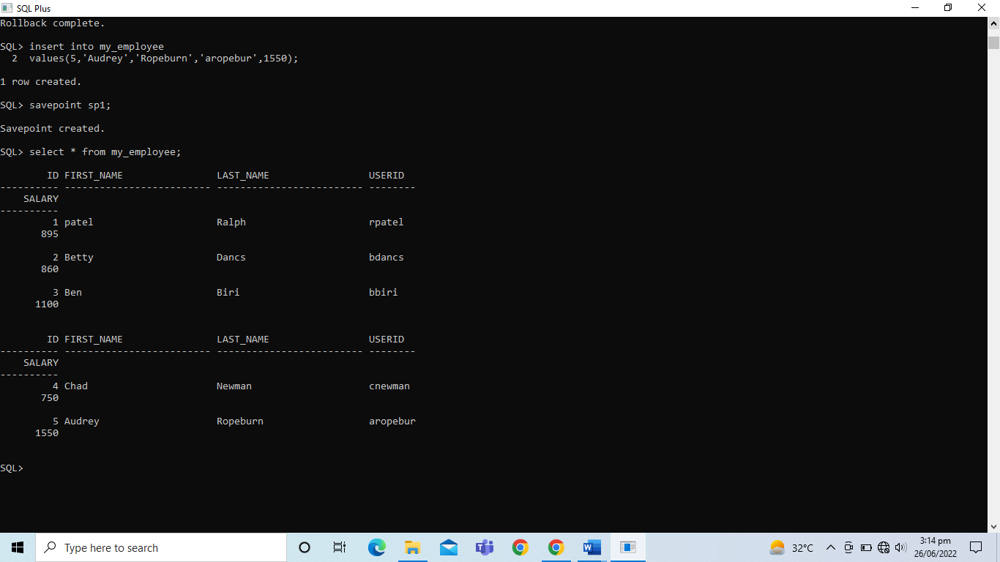 SQL Plus
Rollback complete.
SQL> insert into my_employee
  2  values(5,'Audrey','Ropeburn','aropebur',1550);
1 row created.
SQL> savepoint sp1;
Savepoint created.
SQL> select * from my_employee;
        ID FIRST_NAME                LAST_NAME                 USERID
---------- ------------------------- ------------------------- --------
    SALARY
----------
         1 patel                     Ralph                     rpatel
       895
         2 Betty                     Dancs                     bdancs
       860
         3 Ben                       Biri                      bbiri
      1100
        ID FIRST_NAME                LAST_NAME                 USERID
---------- ------------------------- ------------------------- --------
    SALARY
----------
         4 Chad                      Newman                    cnewman
       750
         5 Audrey                    Ropeburn                  aropebur
      1550
SQL>
Type here to search
32°C
3:14 pm
26/06/2022